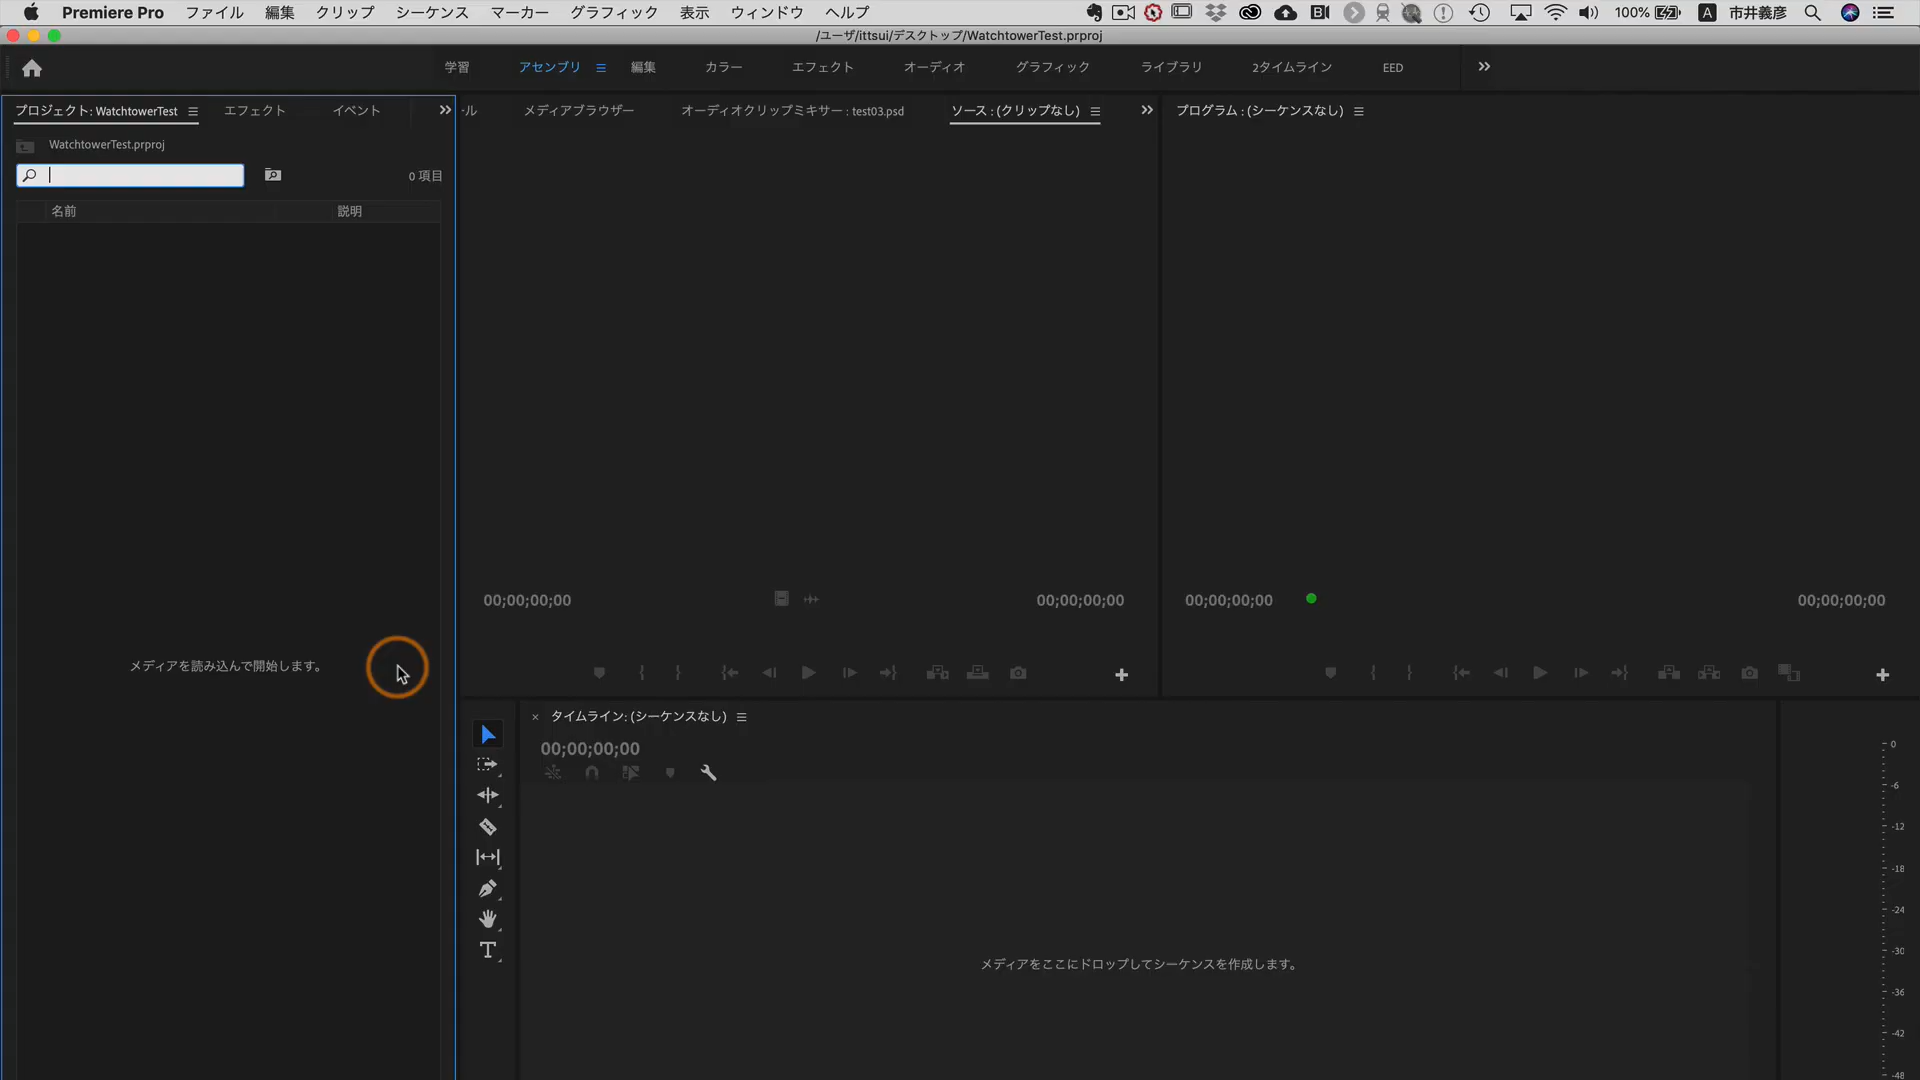 Premiere Pro ファイル 編集 クリップ シーケンス マーカー グラフィック 表示 ウィンドウ ヘルプ 100% A 市井義彦
/ユーザ/ittsui/デスクトップ/WatchtowerTest.prproj
学習 アセンブリ 編集 カラー エフェクト オーディオ グラフィック ライブラリ 2タイムライン EED
プロジェクト: WatchtowerTest エフェクト イベント ール メディアブラウザー オーディオクリップミキサー : test03.psd ソース : (クリップなし) プログラム : (シーケンスなし)
WatchtowerTest.prproj
0 項目
名前 説明
00;00;00;00 00;00;00;00 00;00;00;00 00;00;00;00
メディアを読み込んで開始します。
タイムライン: (シーケンスなし)
00;00;00;00
メディアをここにドロップしてシーケンスを作成します。
0
-6
-12
-18
-24
-30
-36
-42
-48